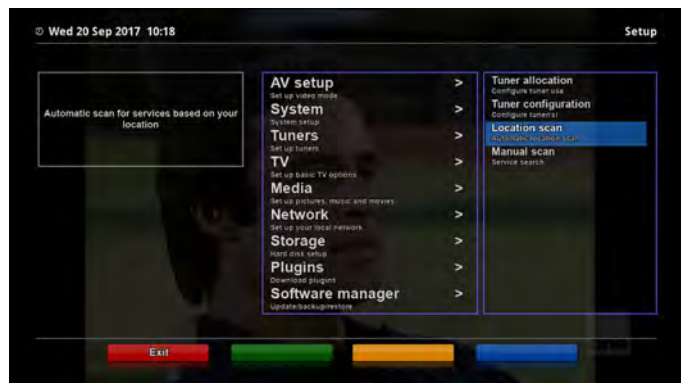 Wed 20 Sep 2017 10:18
Setup
Automatic scan for services based on your
location
AV setup >
Set up video mode
System >
System setup
Tuners >
Set up tuners
TV >
Set up basic TV options
Media >
Set up pictures, music and movies
Network >
Set up your local network
Storage >
Hard disk setup
Plugins >
Download plugins
Software manager >
Update/backup/restore
Tuner allocation
Configure tuner use
Tuner configuration
Configure tuner(s)
Location scan
Automatic location scan
Manual scan
Service search
Exit